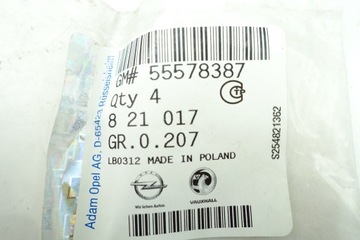 GM# 55578387
Qty 4
8 21 017
GR.0.207
LB0312 MADE IN POLAND
Wir leben Autos
VAUXHALL
S254821362
Adam Opel AG, D-65423 Rüsselsheim